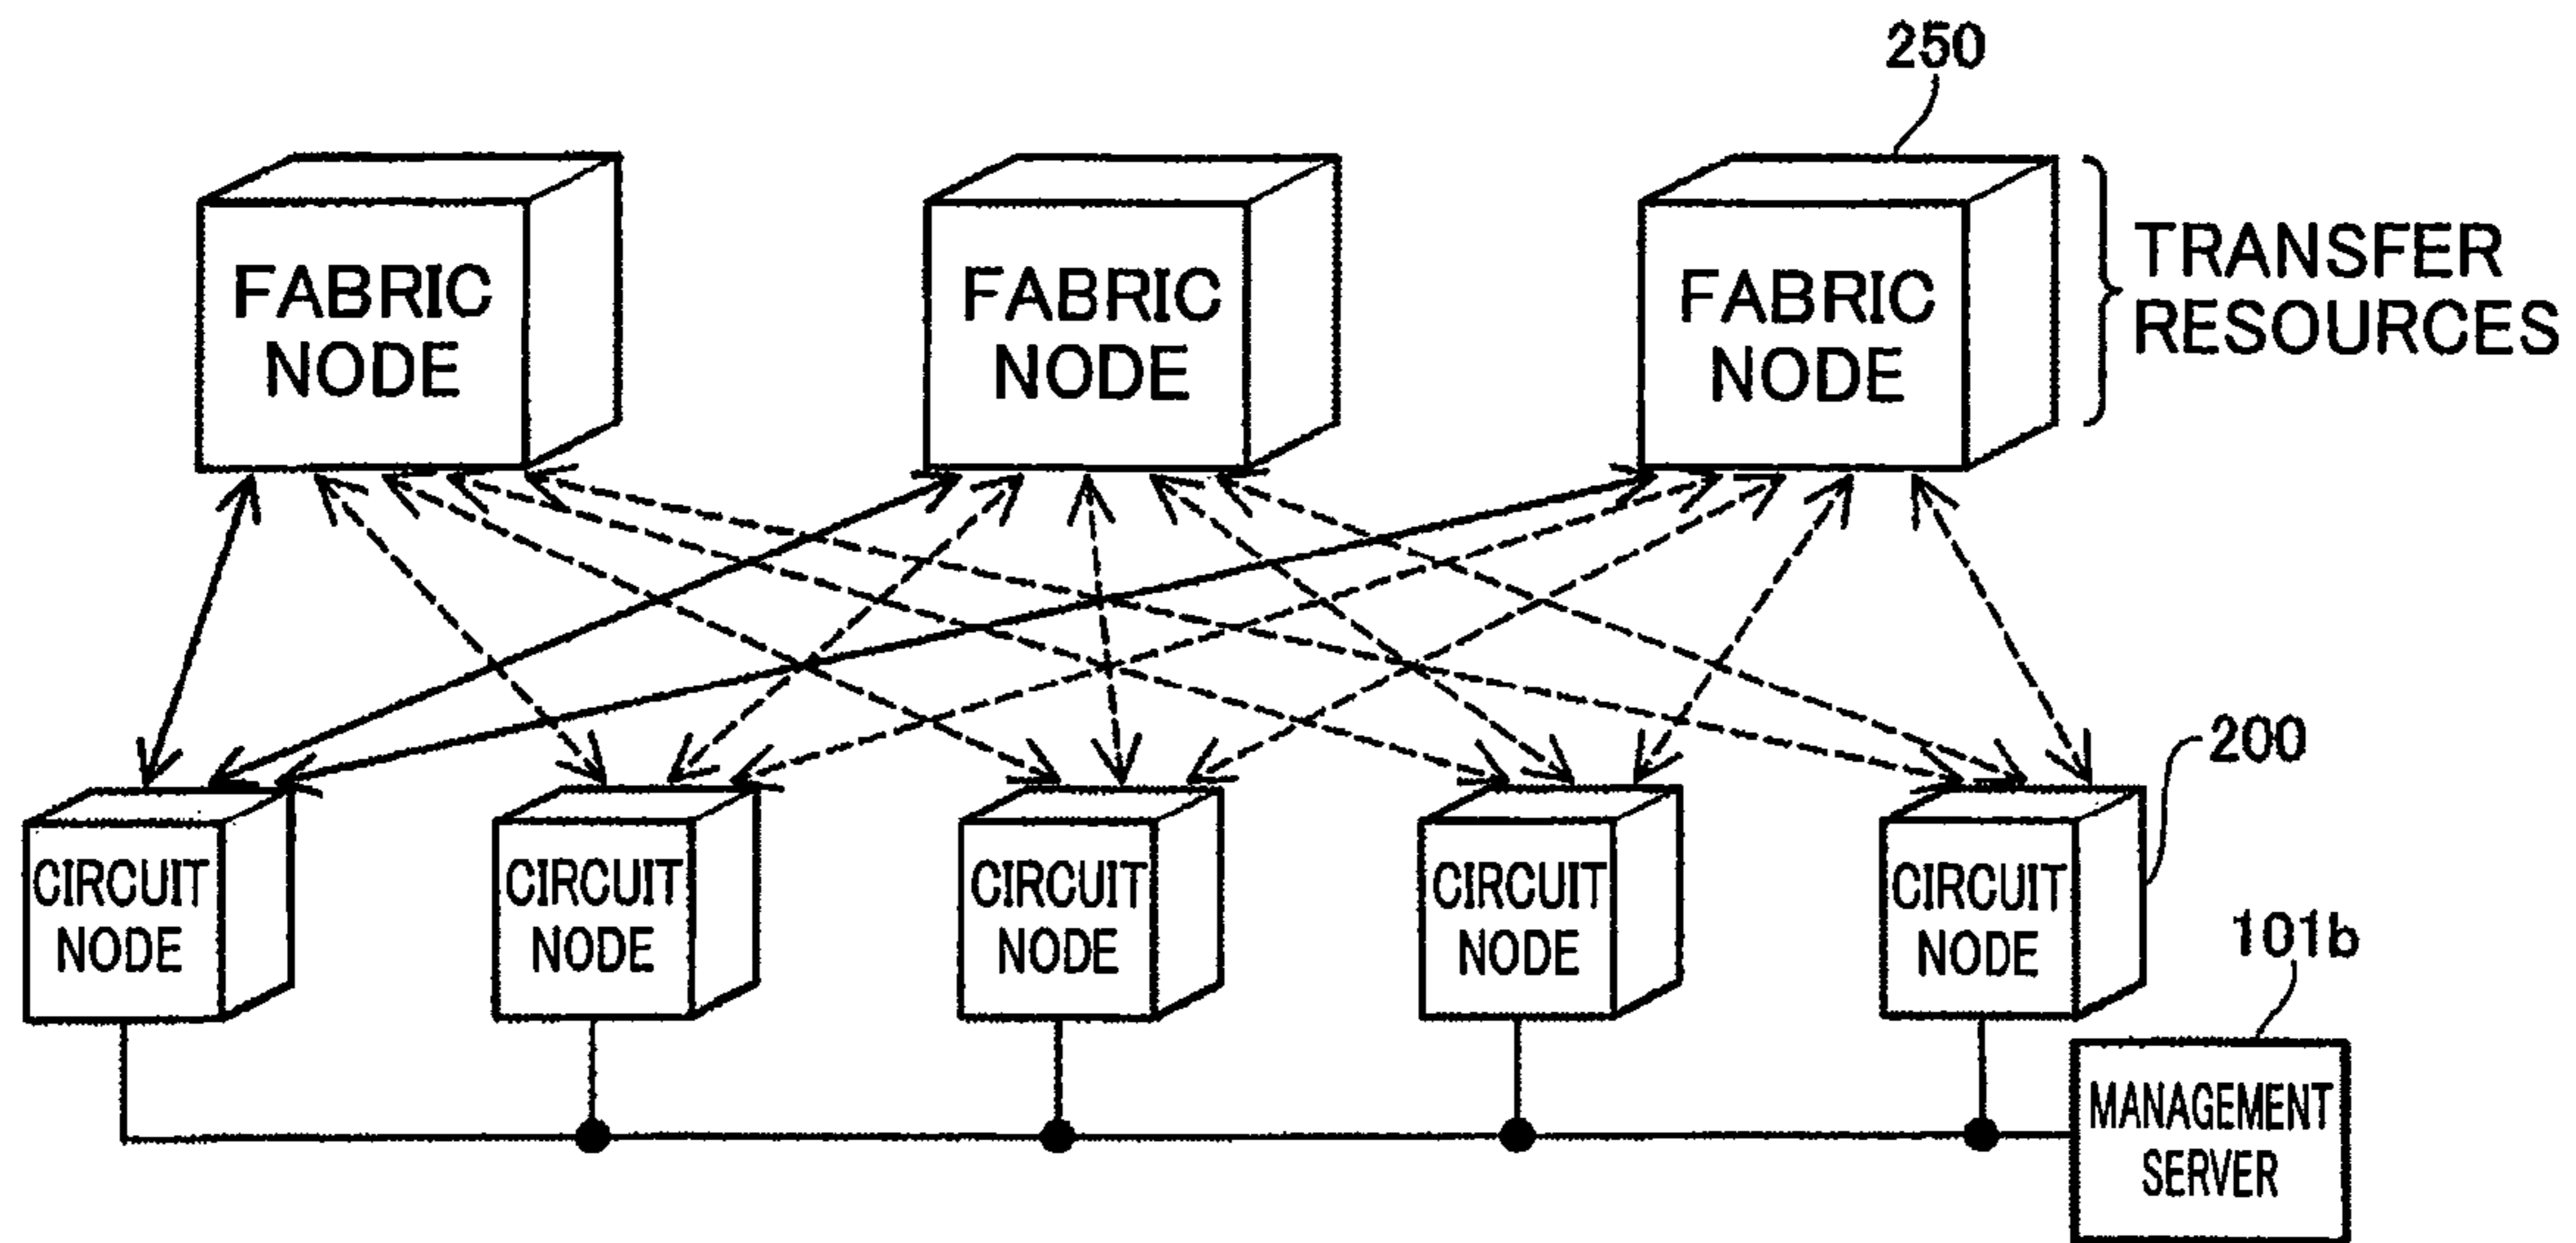 250
FABRIC
NODE
FABRIC
NODE
FABRIC
NODE
TRANSFER
RESOURCES
200
CIRCUIT
NODE
CIRCUIT
NODE
CIRCUIT
NODE
CIRCUIT
NODE
CIRCUIT
NODE
101b
MANAGEMENT
SERVER